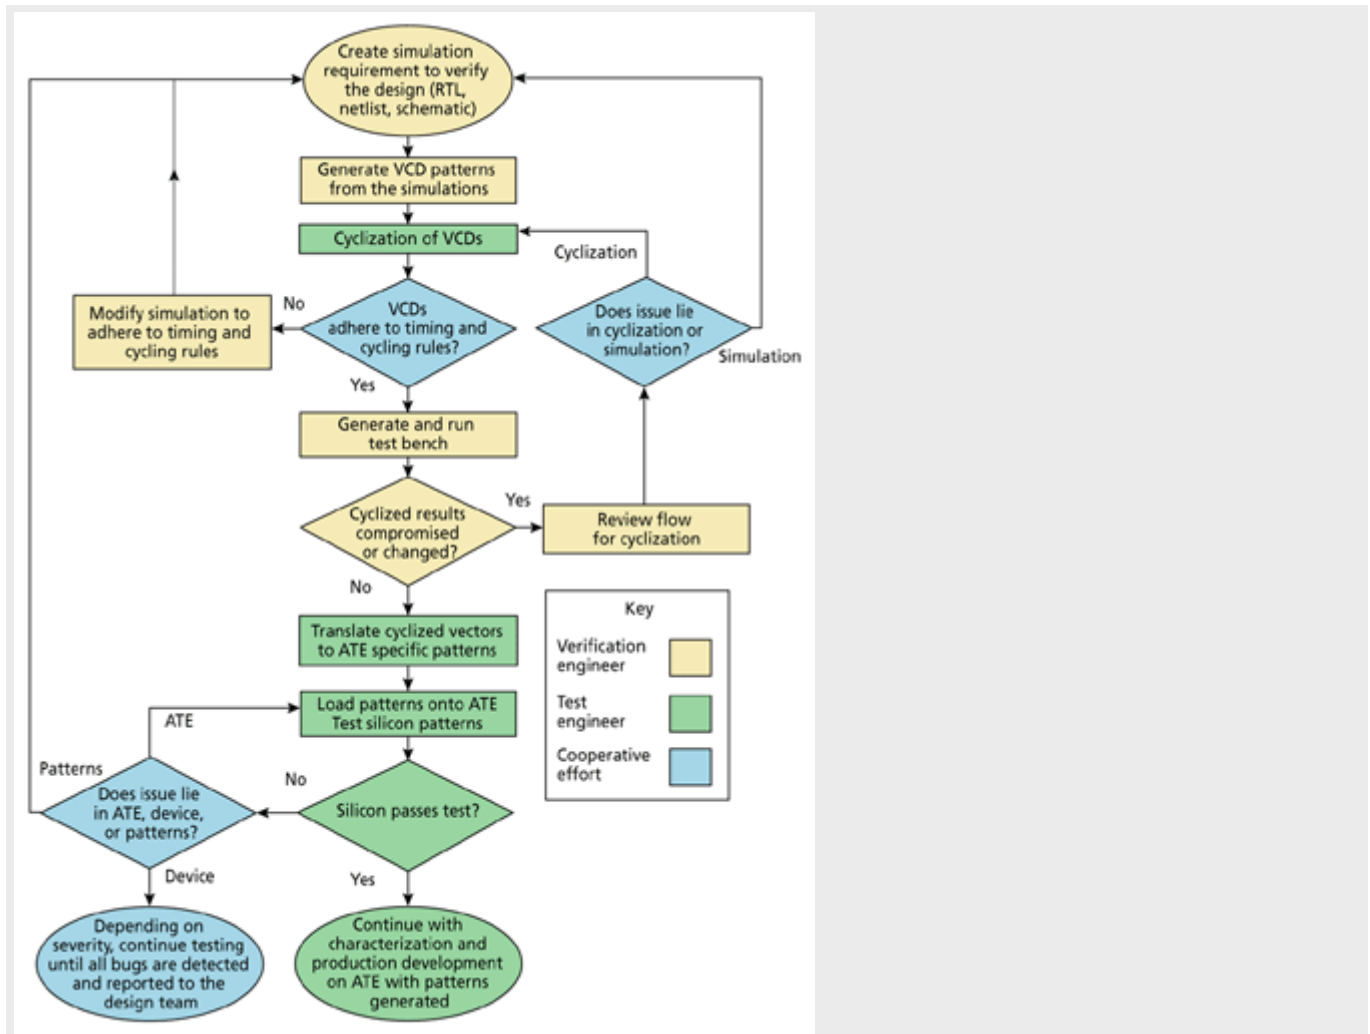 Create simulation
requirement to verify
the design (RTL,
netlist, schematic)
Generate VCD patterns
from the simulations
Cyclization of VCDs
Cyclization
No
VCDs
adhere to timing and
cycling rules?
Modify simulation to
adhere to timing and
cycling rules
Does issue lie
in cyclization or
simulation?
Simulation
Yes
Generate and run
test bench
Cyclized results
compromised
or changed?
Yes
Review flow
for cyclization
No
Translate cyclized vectors
to ATE specific patterns
Load patterns onto ATE
Test silicon patterns
ATE
Patterns
No
Does issue lie
in ATE, device,
or patterns?
Silicon passes test?
Device
Yes
Depending on
severity, continue testing
until all bugs are detected
and reported to the
design team
Continue with
characterization and
production development
on ATE with patterns
generated
Key
Verification
engineer
Test
engineer
Cooperative
effort